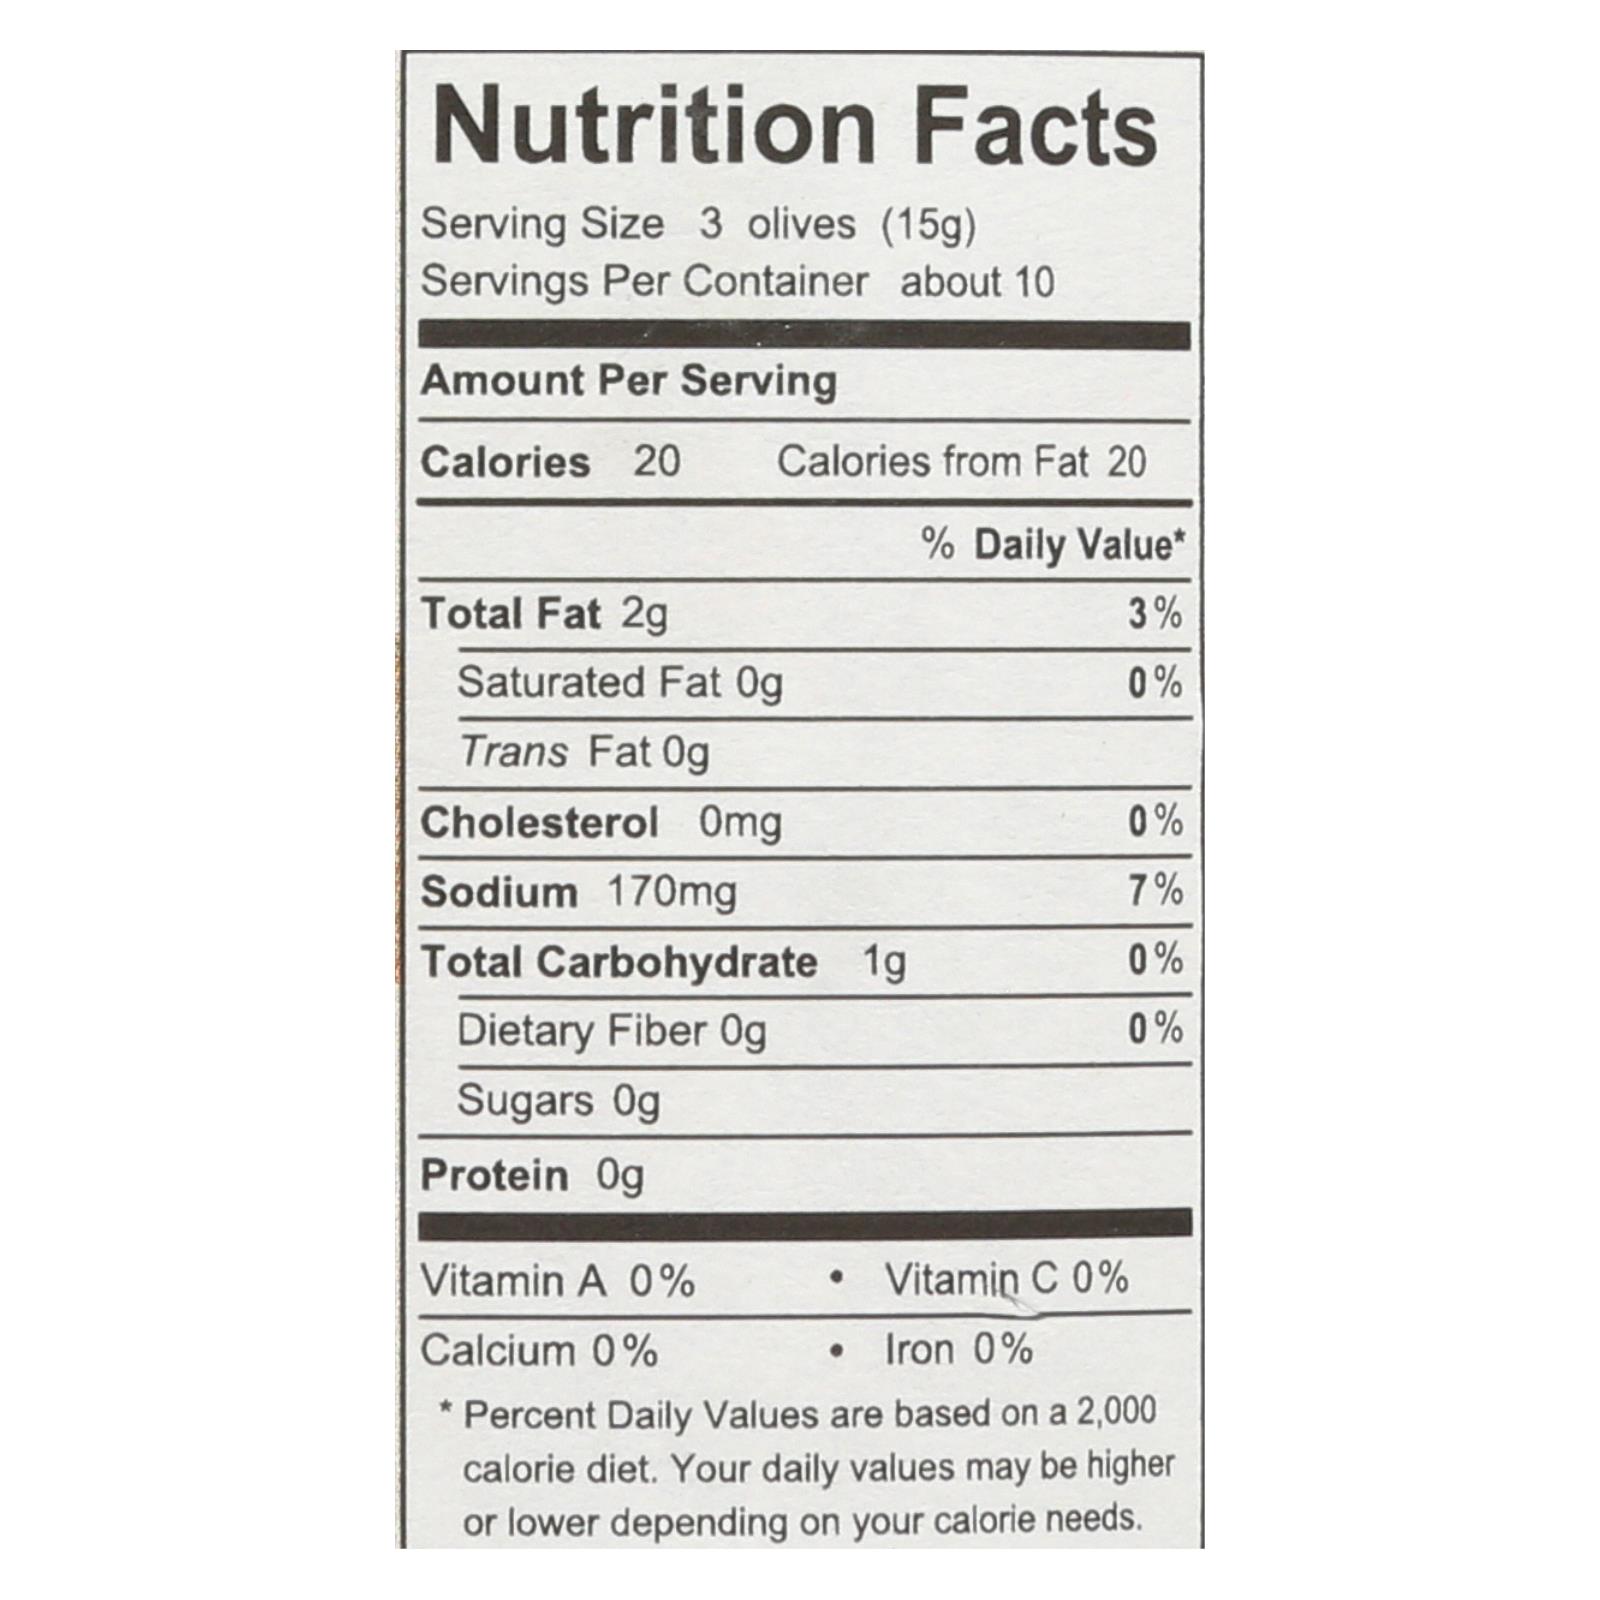 Nutrition Facts
Serving Size 3 olives (15g)
Servings Per Container about 10
Amount Per Serving
Calories 20 Calories from Fat 20
% Daily Value*
Total Fat 2g 3%
Saturated Fat 0g 0%
Trans Fat 0g
Cholesterol 0mg 0%
Sodium 170mg 7%
Total Carbohydrate 1g 0%
Dietary Fiber 0g 0%
Sugars 0g
Protein 0g
Vitamin A 0% • Vitamin C 0%
Calcium 0% • Iron 0%
* Percent Daily Values are based on a 2,000
calorie diet. Your daily values may be higher
or lower depending on your calorie needs.